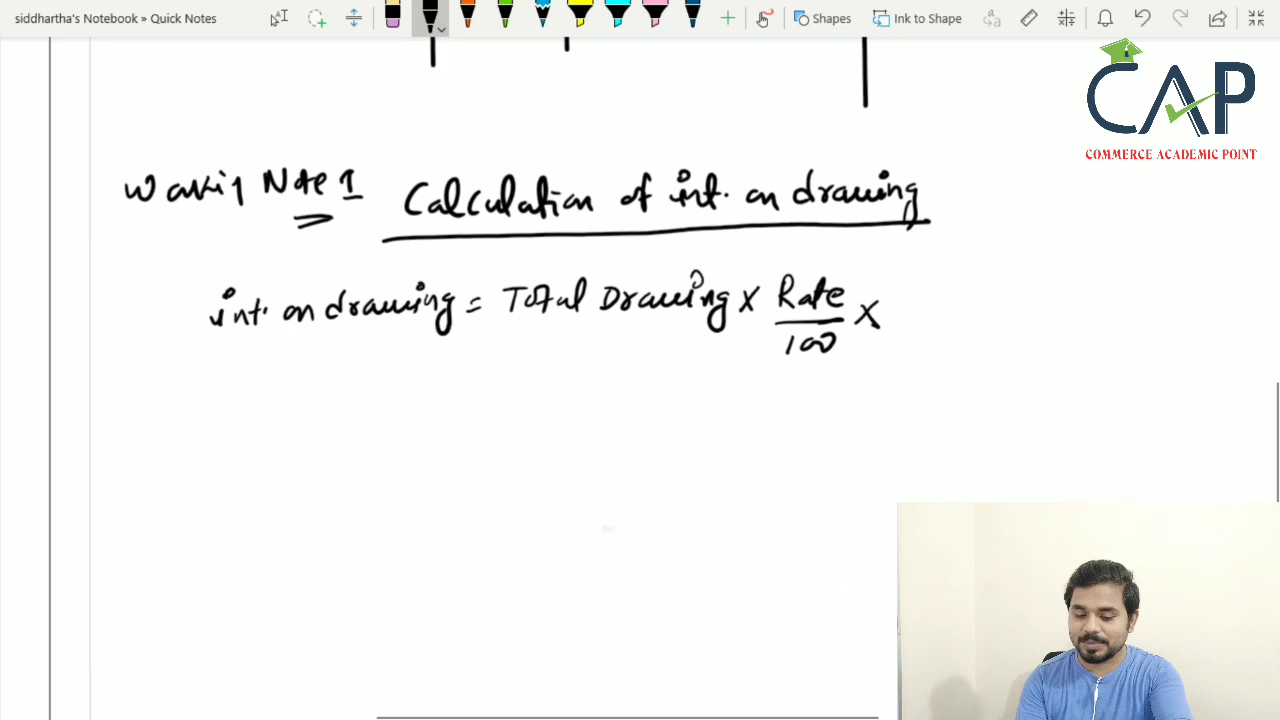 siddhartha's Notebook » Quick Notes
Shapes
Ink to Shape
CAP
COMMERCE ACADEMIC POINT
Working Note 1 Calculation of int. on drawing
int. on drawing = Total Drawing × Rate/100 ×